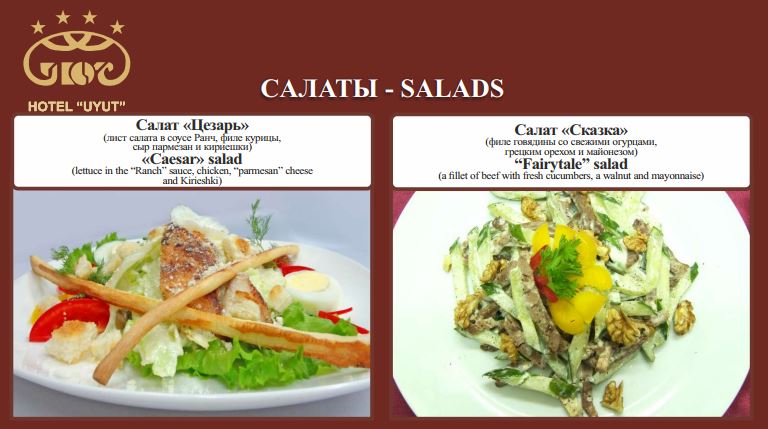 HOTEL "UYUT"
САЛАТЫ - SALADS
Салат «Цезарь»
(лист салата в соусе Ранч, филе курицы,
сыр пармезан и кириешки)
«Caesar» salad
(lettuce in the “Ranch” sauce, chicken, “parmesan” cheese
and Kirieshki)
Салат «Сказка»
(филе говядины со свежими огурцами,
грецким орехом и майонезом)
“Fairytale” salad
(a fillet of beef with fresh cucumbers, a walnut and mayonnaise)